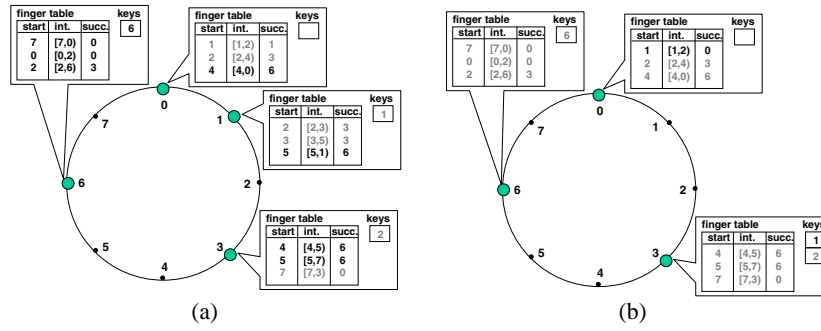 finger table keys
start int. succ. 6
7 [7,0) 0
0 [0,2) 0
2 [2,6) 3
finger table keys
start int. succ.
1 [1,2) 1
2 [2,4) 3
4 [4,0) 6
finger table keys
start int. succ. 1
2 [2,3) 3
3 [3,5) 3
5 [5,1) 6
finger table keys
start int. succ. 2
4 [4,5) 6
5 [5,7) 6
7 [7,3) 0
0
1
2
3
4
5
6
7
(a)
finger table keys
start int. succ. 6
7 [7,0) 0
0 [0,2) 0
2 [2,6) 3
finger table keys
start int. succ.
1 [1,2) 0
2 [2,4) 3
4 [4,0) 6
finger table keys
start int. succ. 1
4 [4,5) 6 2
5 [5,7) 6
7 [7,3) 0
0
1
2
3
4
5
6
7
(b)